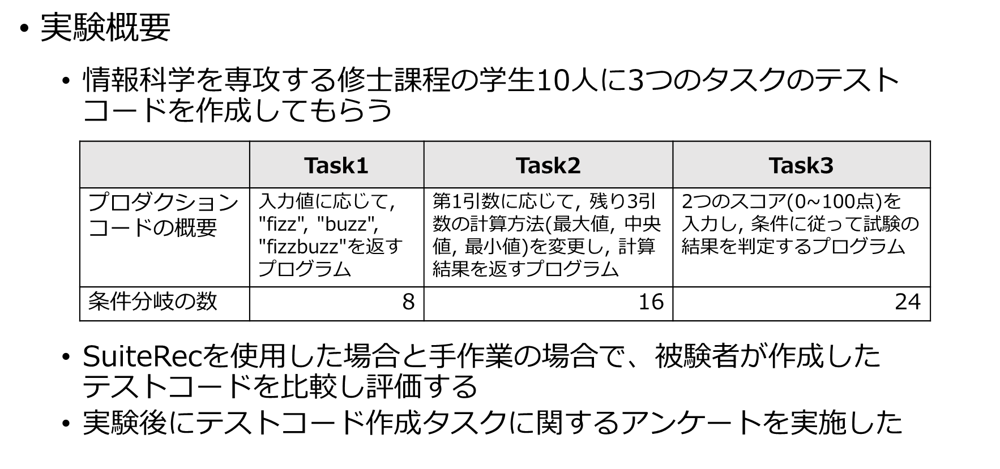 • 実験概要
• 情報科学を専攻する修士課程の学生10人に3つのタスクのテスト
コードを作成してもらう
Task1 Task2 Task3
プロダクション
コードの概要
入力値に応じて,
"fizz", "buzz",
"fizzbuzz"を返す
プログラム
第1引数に応じて, 残り3引
数の計算方法(最大値, 中央
値, 最小値)を変更し, 計算
結果を返すプログラム
2つのスコア(0~100点)を
入力し, 条件に従って試験の
結果を判定するプログラム
条件分岐の数 8 16 24
• SuiteRecを使用した場合と手作業の場合で、被験者が作成した
テストコードを比較し評価する
• 実験後にテストコード作成タスクに関するアンケートを実施した